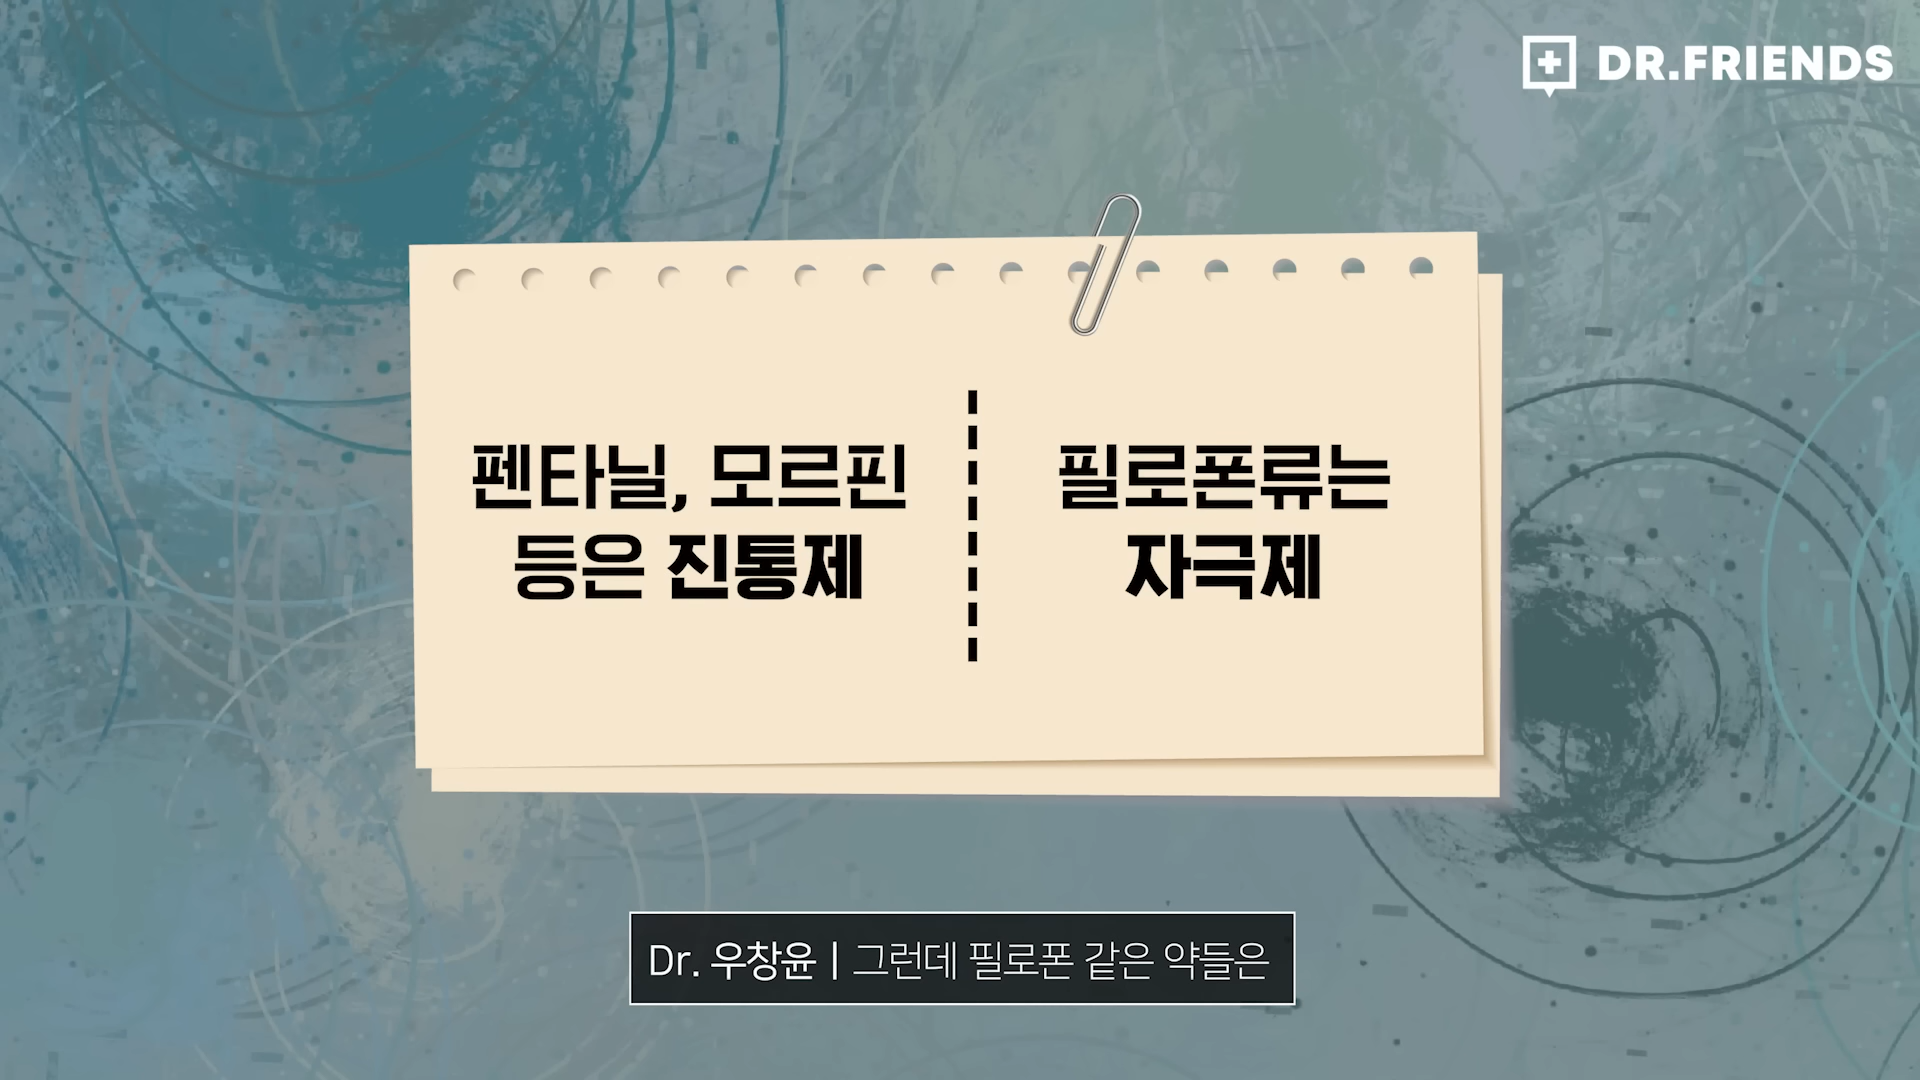 DR.FRIENDS
펜타닐, 모르핀
등은 진통제
필로폰류는
자극제
Dr. 우창윤 | 그런데 필로폰 같은 약들은